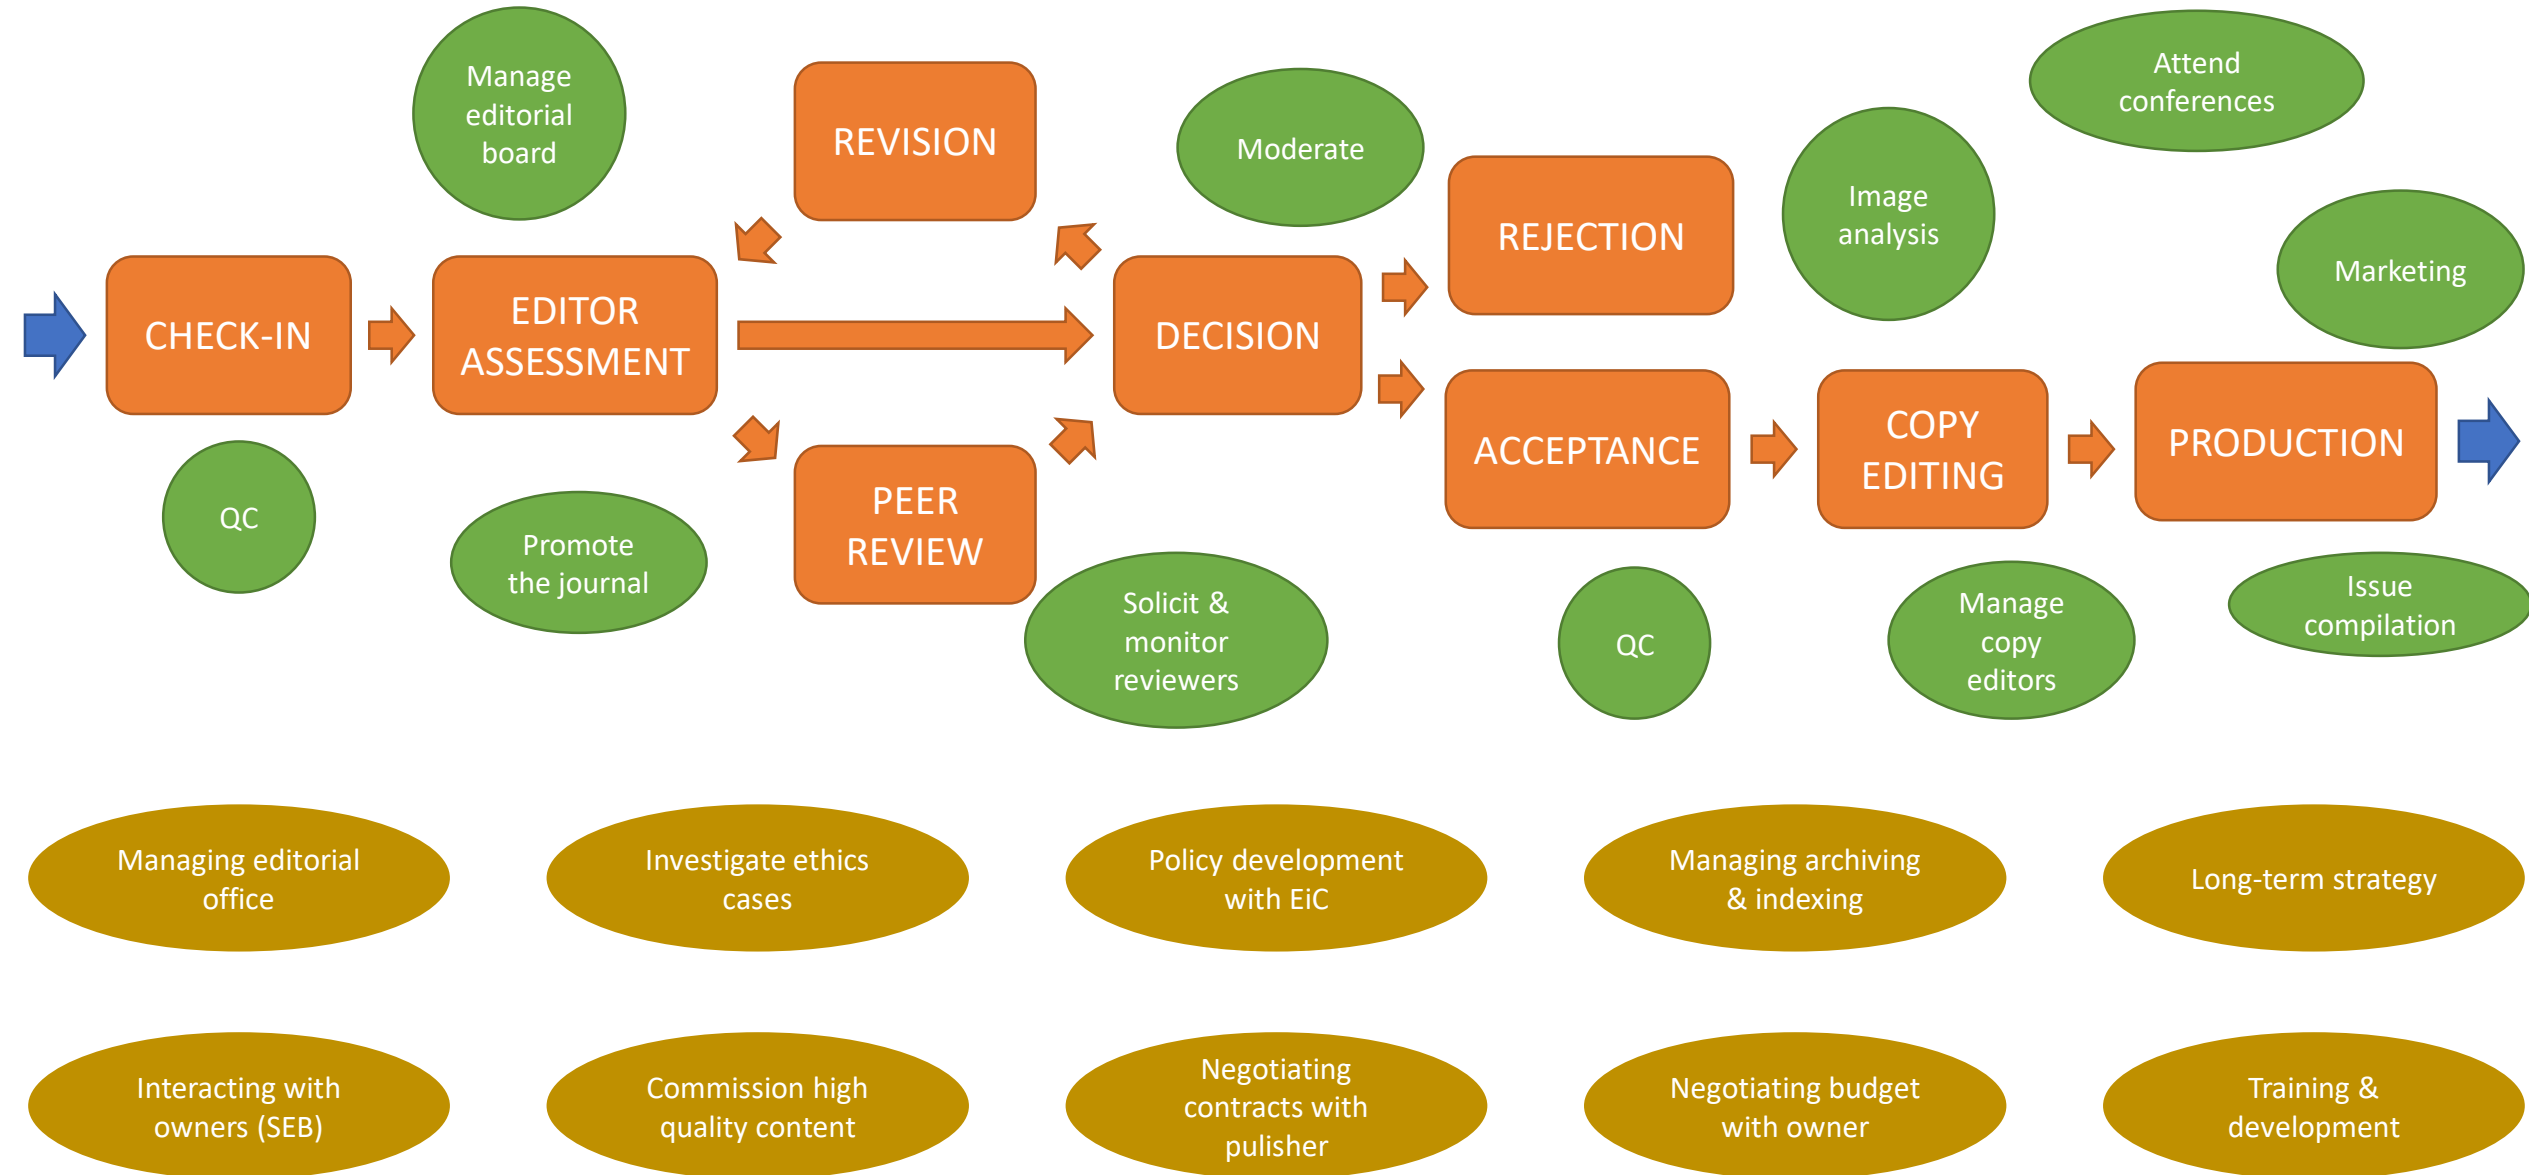 Manage
editorial
board
REVISION
Moderate
Attend
conferences
REJECTION
Image
analysis
Marketing
CHECK-IN
EDITOR
ASSESSMENT
DECISION
ACCEPTANCE
COPY
EDITING
PRODUCTION
QC
Promote
the journal
PEER
REVIEW
Solicit &
monitor
reviewers
QC
Manage
copy
editors
Issue
compilation
Managing editorial
office
Investigate ethics
cases
Policy development
with EiC
Managing archiving
& indexing
Long-term strategy
Interacting with
owners (SEB)
Commission high
quality content
Negotiating
contracts with
pulisher
Negotiating budget
with owner
Training &
development